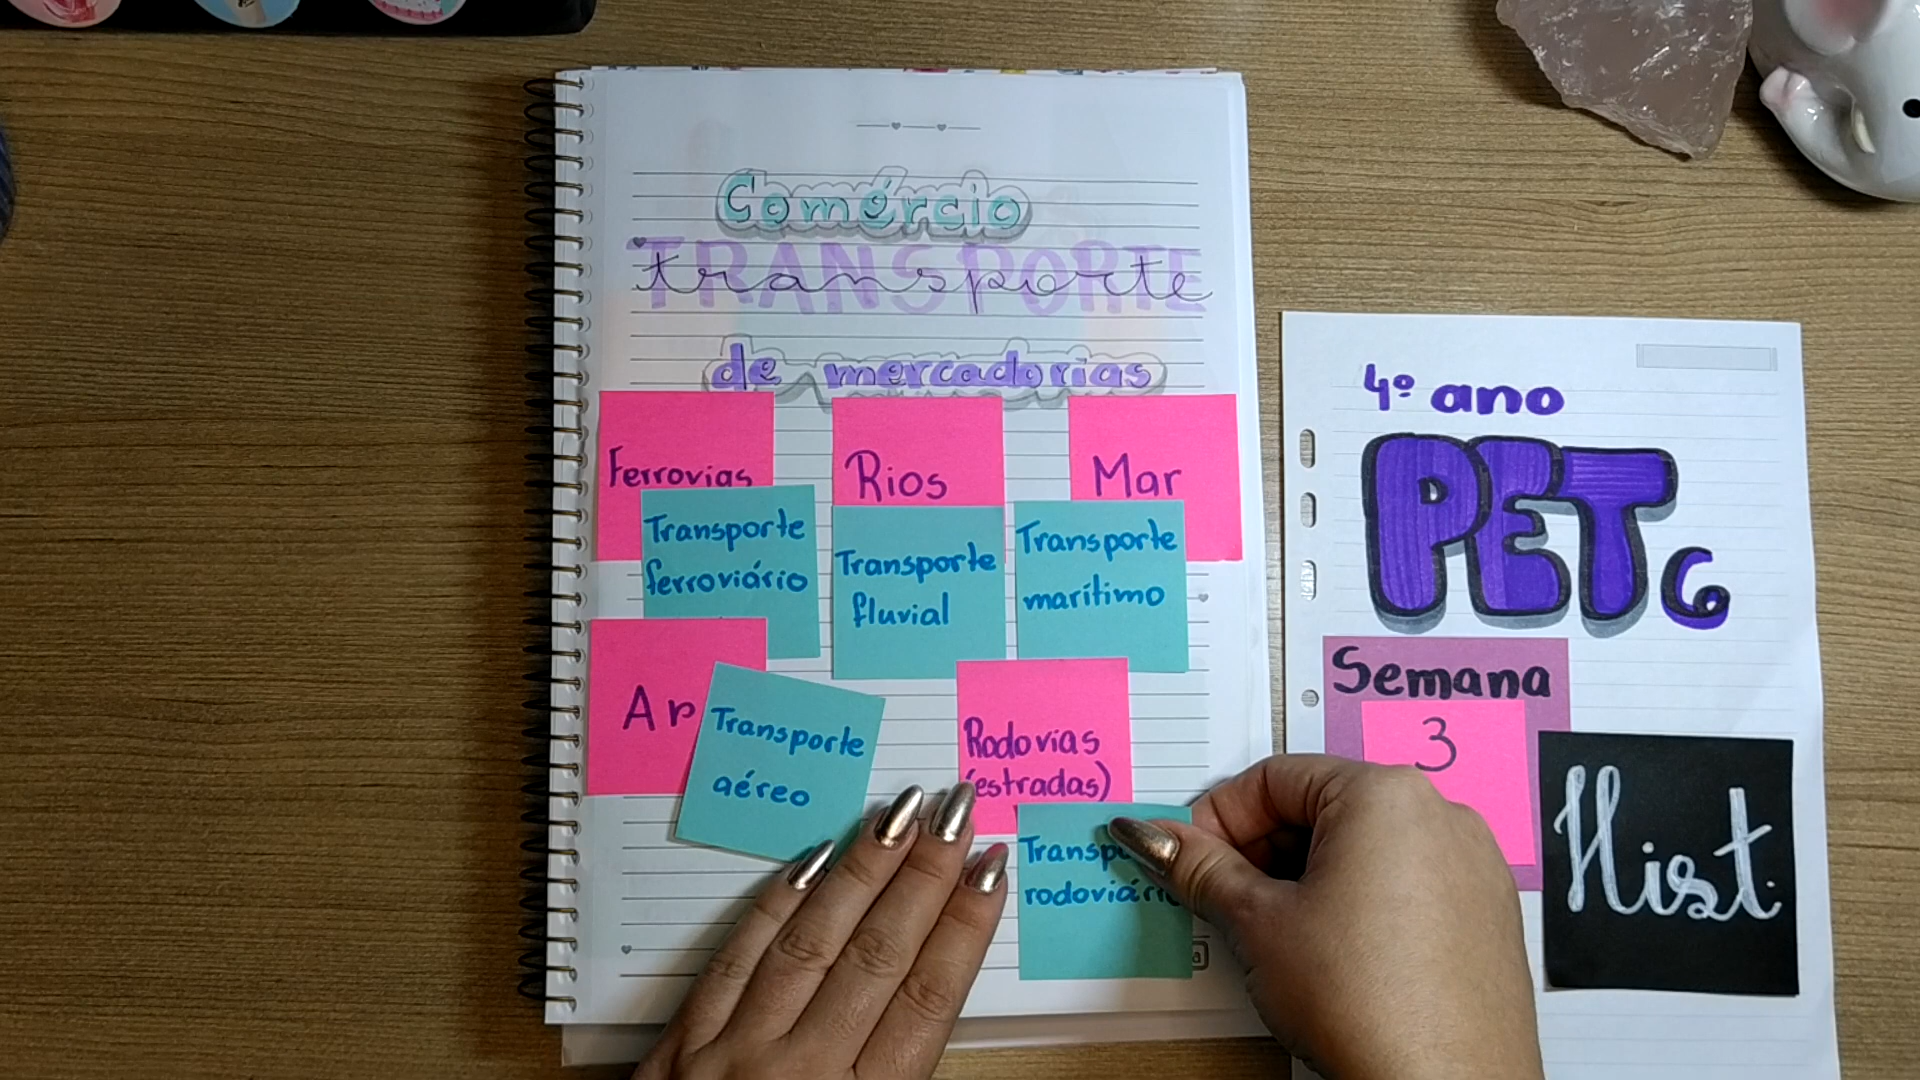 Comércio
TRANSPORTE
transporte
de mercadorias
Ferrovias
Transporte
ferroviário
Rios
Transporte
fluvial
Mar
Transporte
marítimo
Ar
Transporte
aéreo
Rodovias
(estradas)
rodoviário
4º ano
PET 6
Semana
3
Hist.